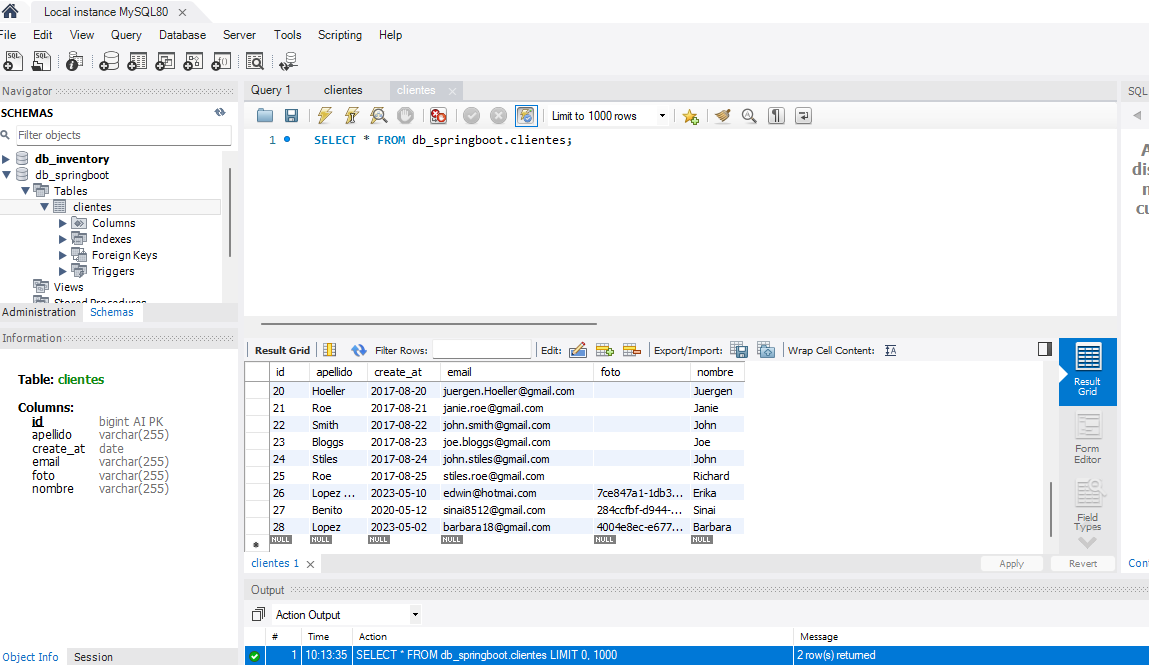 Local instance MySQL80
File Edit View Query Database Server Tools Scripting Help
Navigator
SCHEMAS
Filter objects
db_inventory
db_springboot
Tables
clientes
Columns
Indexes
Foreign Keys
Triggers
Views
Stored Procedures
Administration Schemas
Information
Table: clientes
Columns:
id bigint AI PK
apellido varchar(255)
create_at date
email varchar(255)
foto varchar(255)
nombre varchar(255)
Object Info Session
Query 1 clientes clientes
Limit to 1000 rows
1 SELECT * FROM db_springboot.clientes;
Result Grid Filter Rows: Edit: Export/Import: Wrap Cell Content:
id apellido create_at email foto nombre
20 Hoeller 2017-08-20 juergen.Hoeller@gmail.com Juergen
21 Roe 2017-08-21 janie.roe@gmail.com Janie
22 Smith 2017-08-22 john.smith@gmail.com John
23 Bloggs 2017-08-23 joe.bloggs@gmail.com Joe
24 Stiles 2017-08-24 john.stiles@gmail.com John
25 Roe 2017-08-25 stiles.roe@gmail.com Richard
26 Lopez ... 2023-05-10 edwin@hotmai.com 7ce847a1-1db3... Erika
27 Benito 2020-05-12 sinai8512@gmail.com 284ccfbf-d944-... Sinai
28 Lopez 2023-05-02 barbara18@gmail.com 4004e8ec-e677... Barbara
NULL NULL NULL NULL NULL NULL
Result
Grid
Form
Editor
Field
Types
clientes 1 Apply Revert
Output
Action Output
# Time Action Message
1 10:13:35 SELECT * FROM db_springboot.clientes LIMIT 0, 1000 2 row(s) returned
SQL